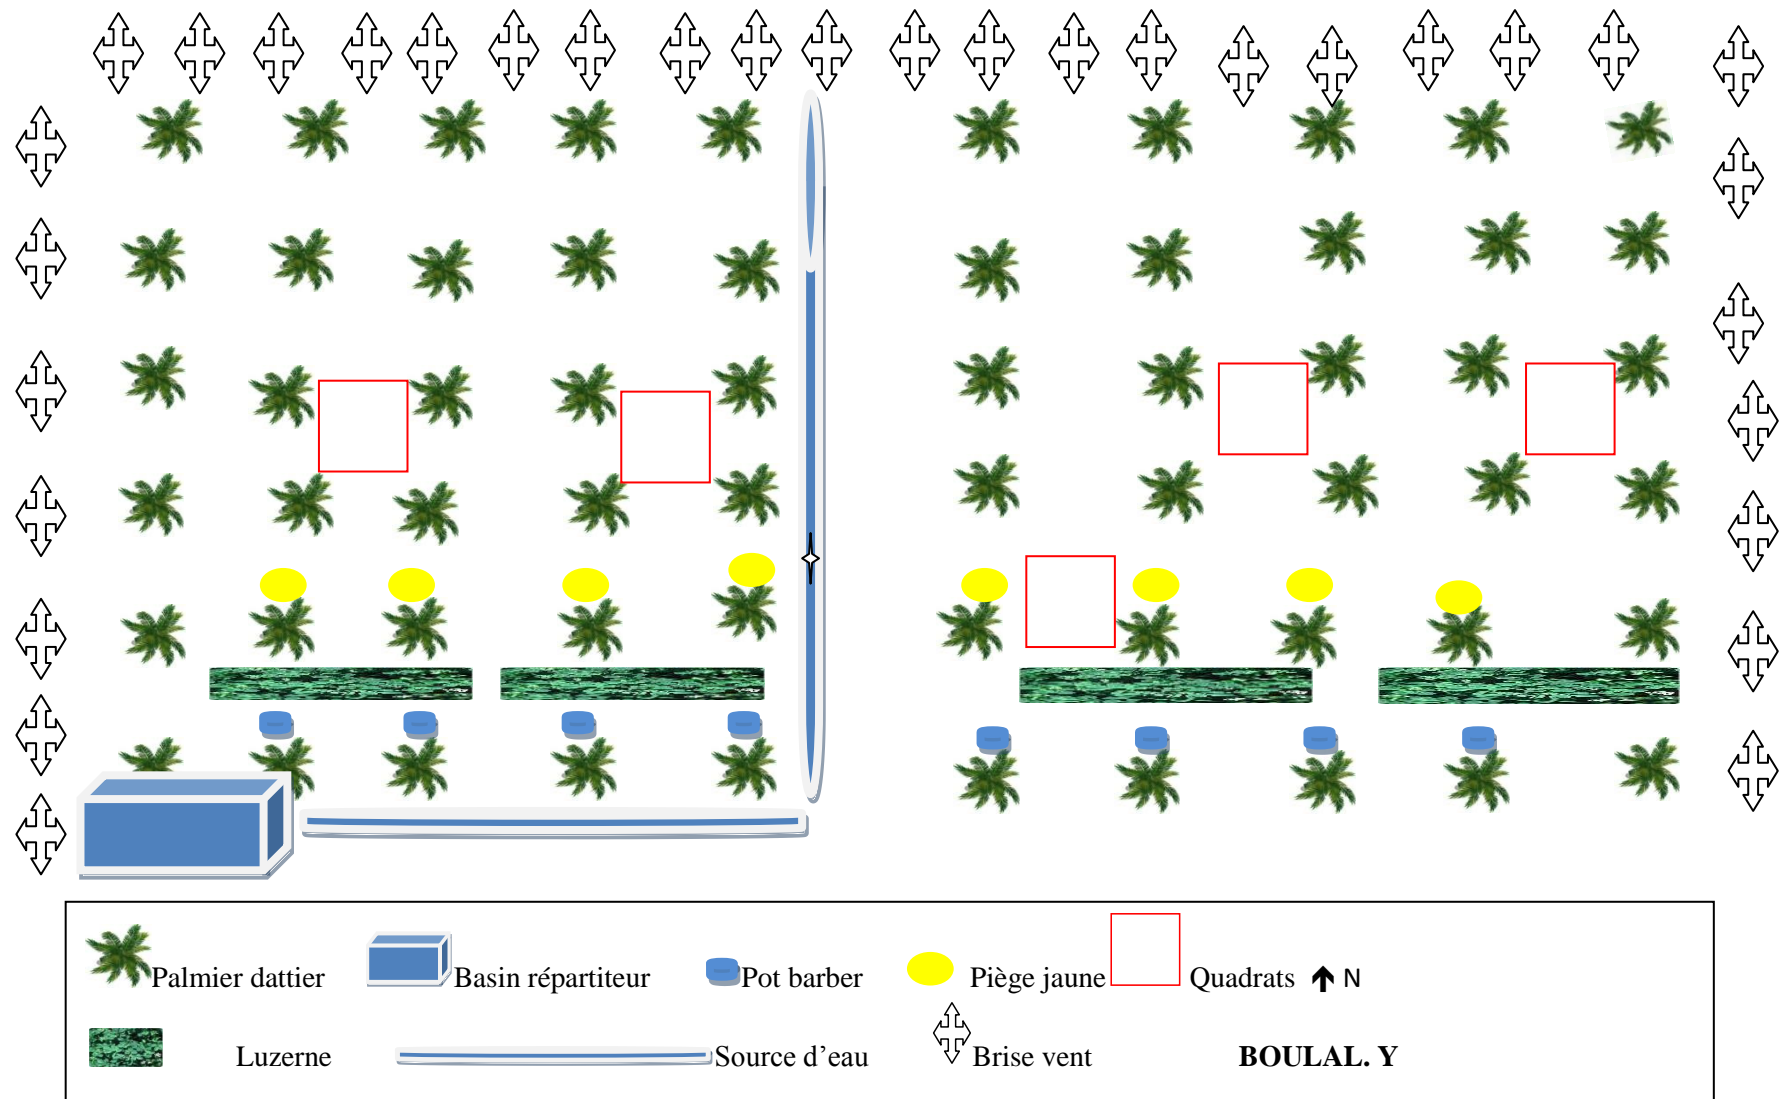 Palmier dattier Basin répartiteur Pot barber Piège jaune Quadrats N
Luzerne Source d’eau Brise vent BOULAL. Y